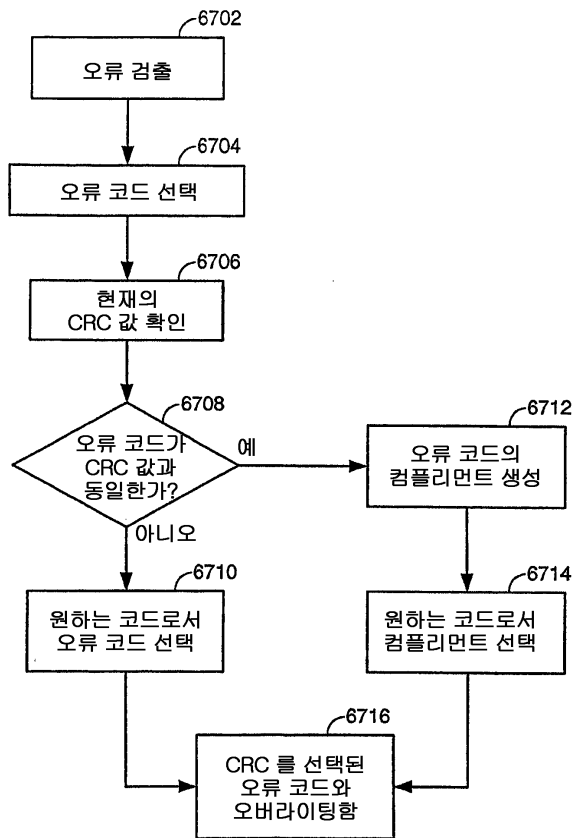 6702
오류 검출
6704
오류 코드 선택
6706
현재의
CRC 값 확인
6708
오류 코드가
CRC 값과
동일한가?
예
아니오
6712
오류 코드의
컴플리먼트 생성
6710
원하는 코드로서
오류 코드 선택
6714
원하는 코드로서
컴플리먼트 선택
6716
CRC 를 선택된
오류 코드와
오버라이팅함